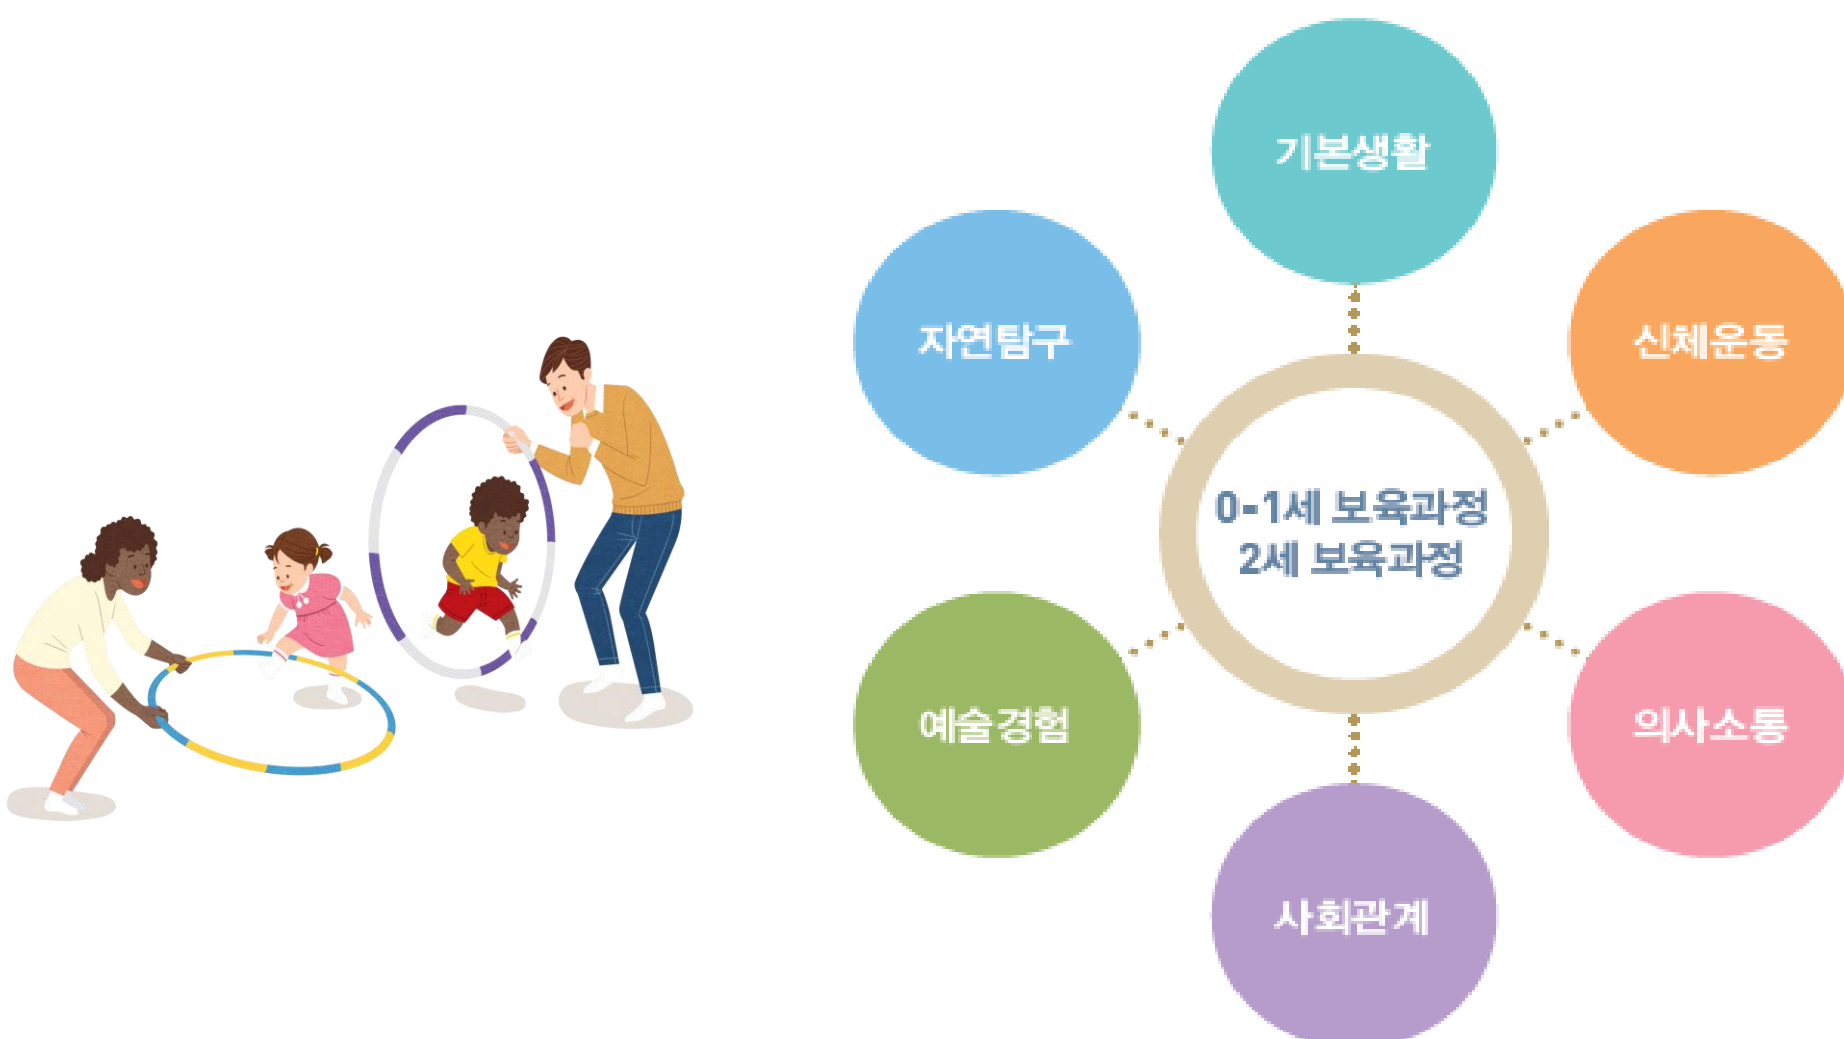 기본생활
자연탐구
신체운동
0-1세 보육과정
2세 보육과정
예술경험
의사소통
사회관계